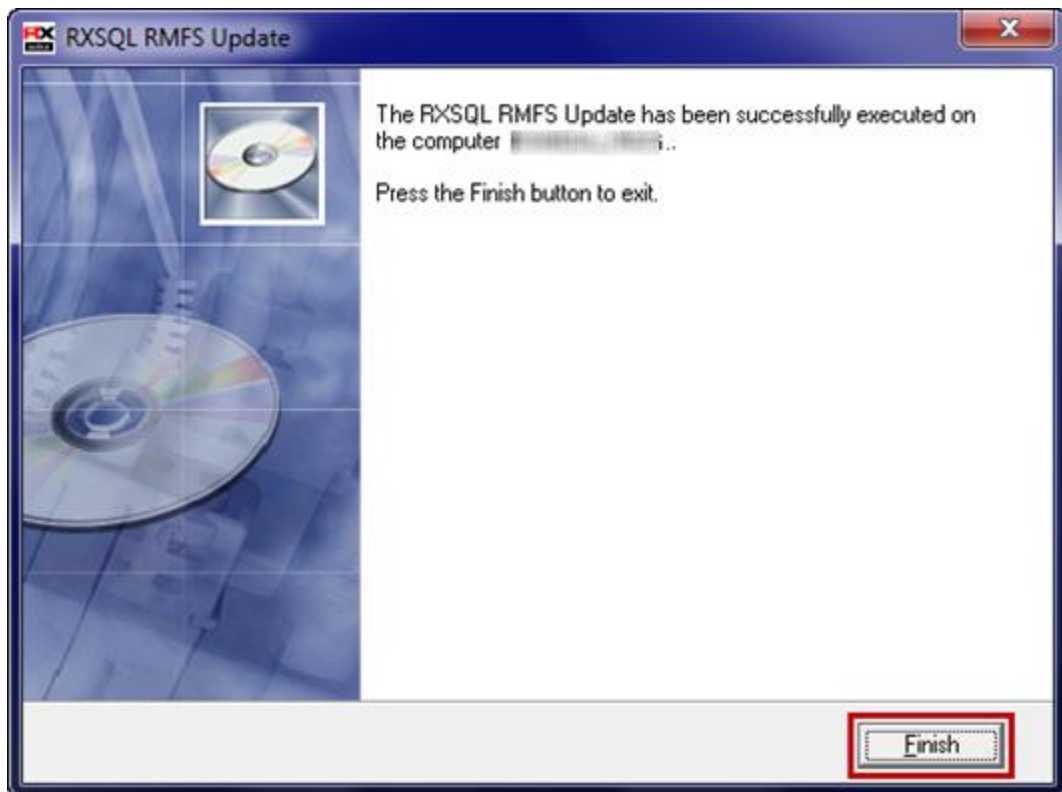 RX
RXSQL RMFS Update
The RXSQL RMFS Update has been successfully executed on
the computer ..
Press the Finish button to exit.
Finish